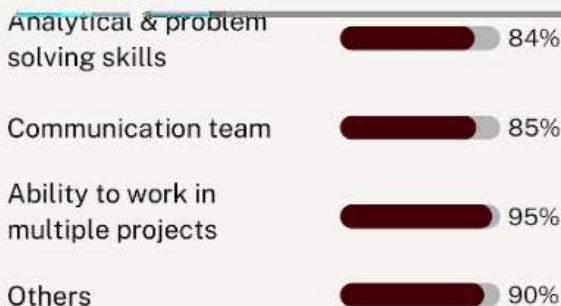 Analytical & problem
solving skills
84%
Communication team
85%
Ability to work in
multiple projects
95%
Others
90%